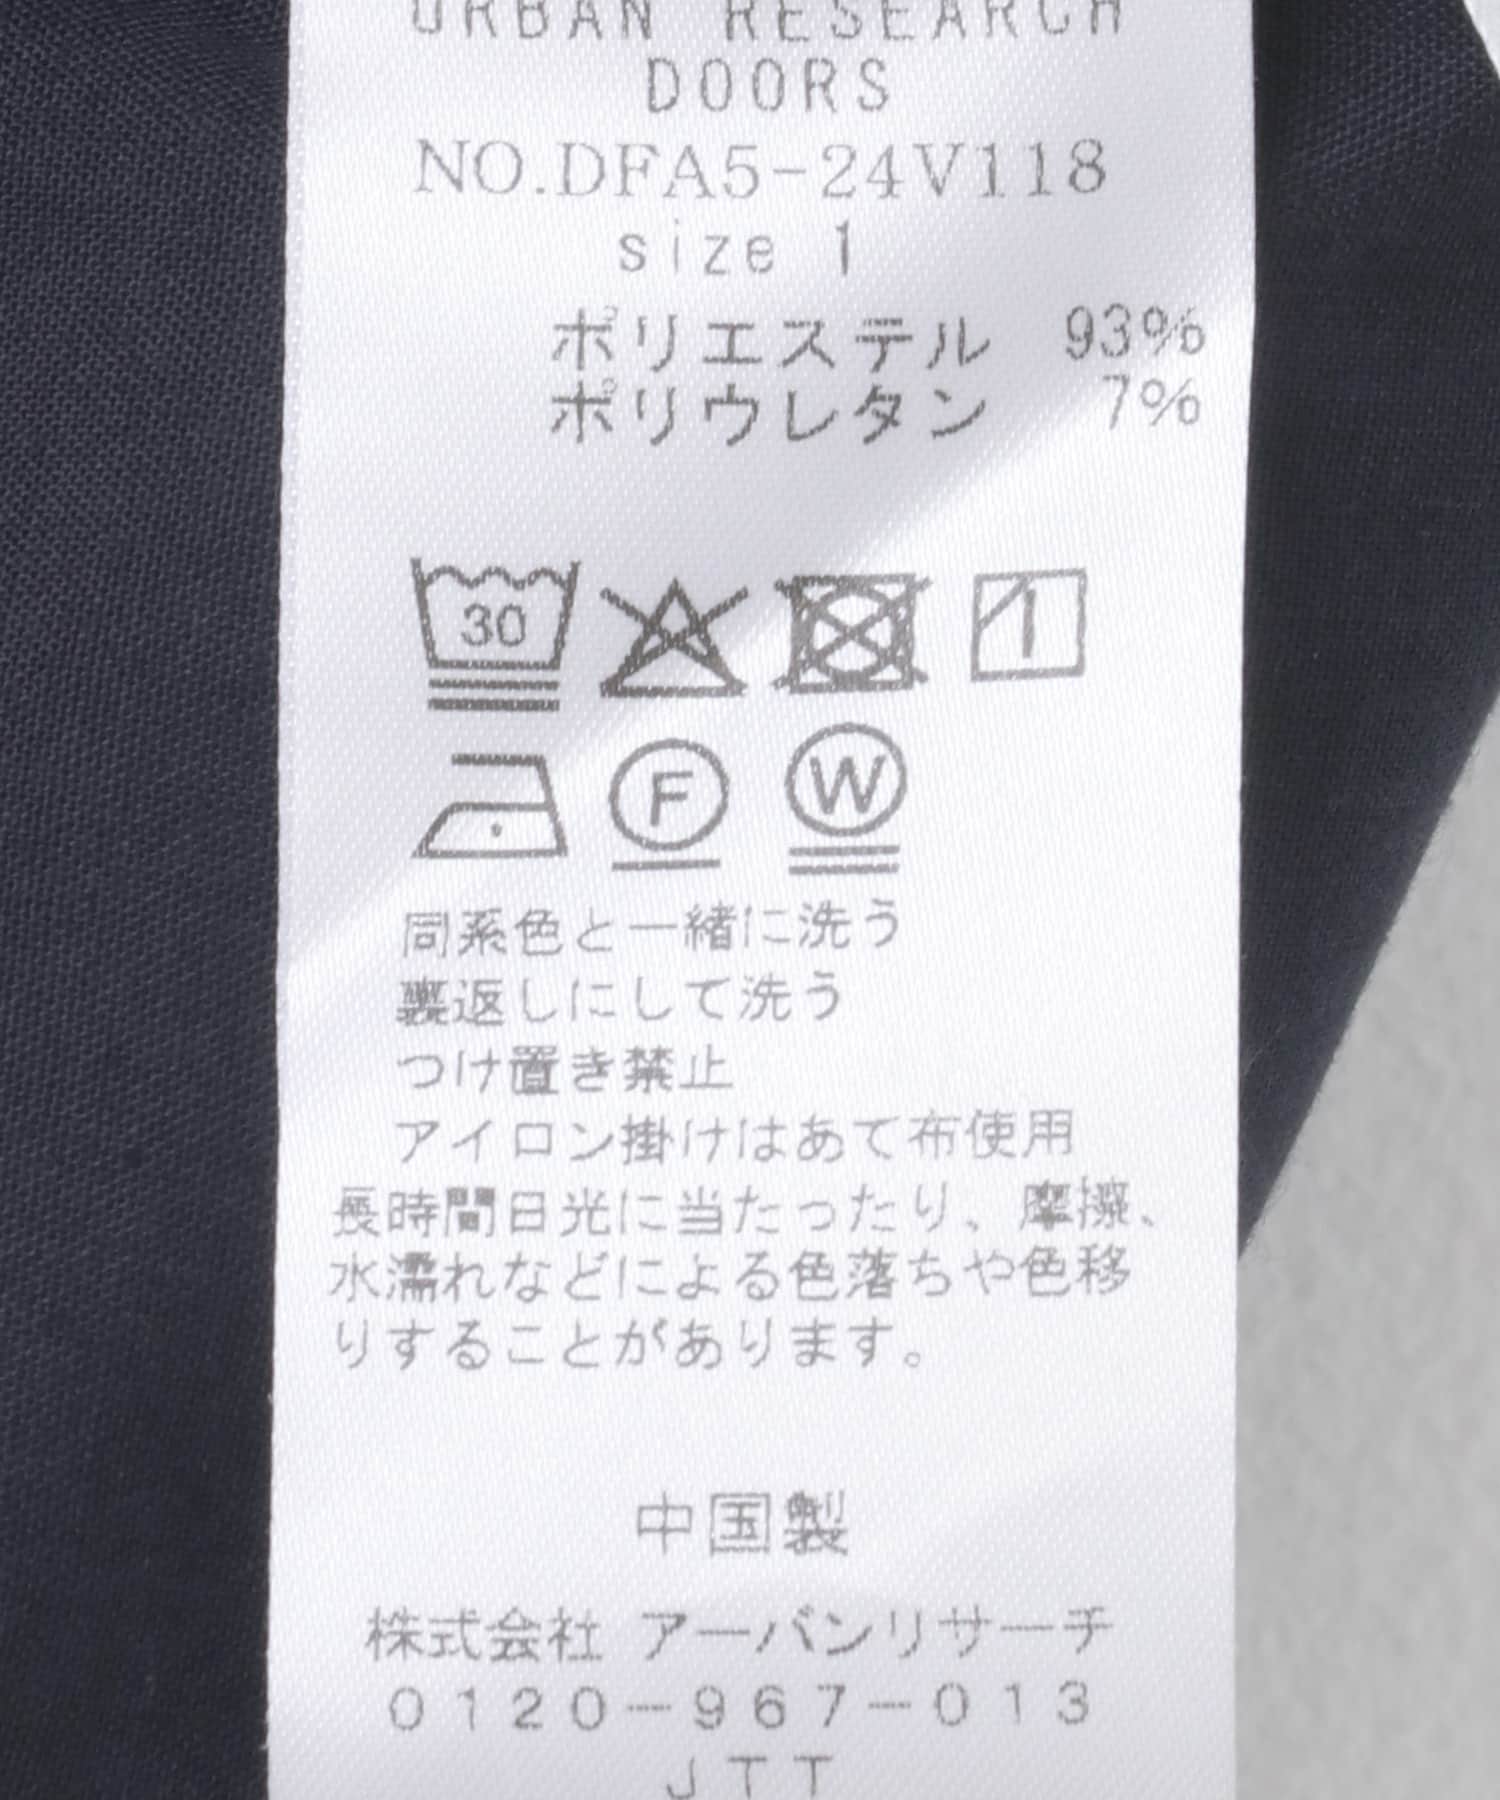 URBAN RESEARCH
DOORS
NO.DFA5-24V118
size 1
ポリエステル 93%
ポリウレタン 7%
30
F W
同系色と一緒に洗う
裏返しにして洗う
つけ置き禁止
アイロン掛けはあて布使用
長時間日光に当たったり、摩擦、
水濡れなどによる色落ちや色移
りすることがあります。
中国製
株式会社 アーバンリサーチ
0120-967-013
JTT